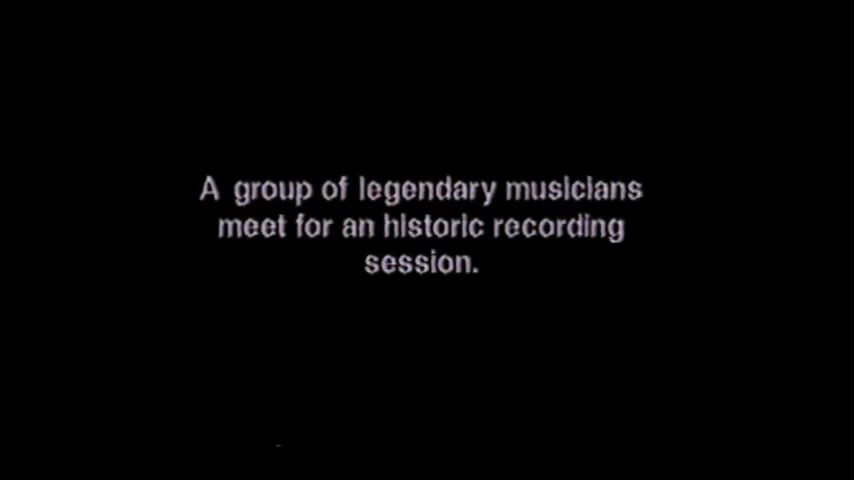 A group of legendary musicians
meet for an historic recording
session.